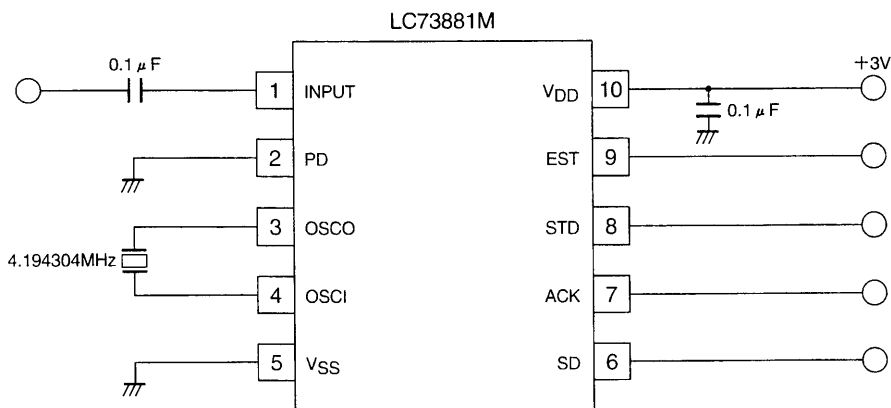 LC73881M
0.1 μF
1 INPUT
VDD 10
+3V
0.1 μF
2 PD
EST 9
3 OSCO
STD 8
4.194304MHz
4 OSCI
ACK 7
5 VSS
SD 6